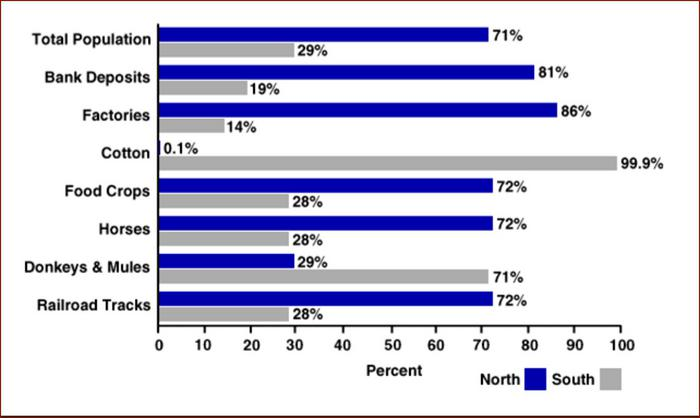 Total Population 71%
29%
Bank Deposits 81%
19%
Factories 86%
14%
Cotton 0.1%
99.9%
Food Crops 72%
28%
Horses 72%
28%
Donkeys & Mules 29%
71%
Railroad Tracks 72%
28%
0 10 20 30 40 50 60 70 80 90 100
Percent
North South